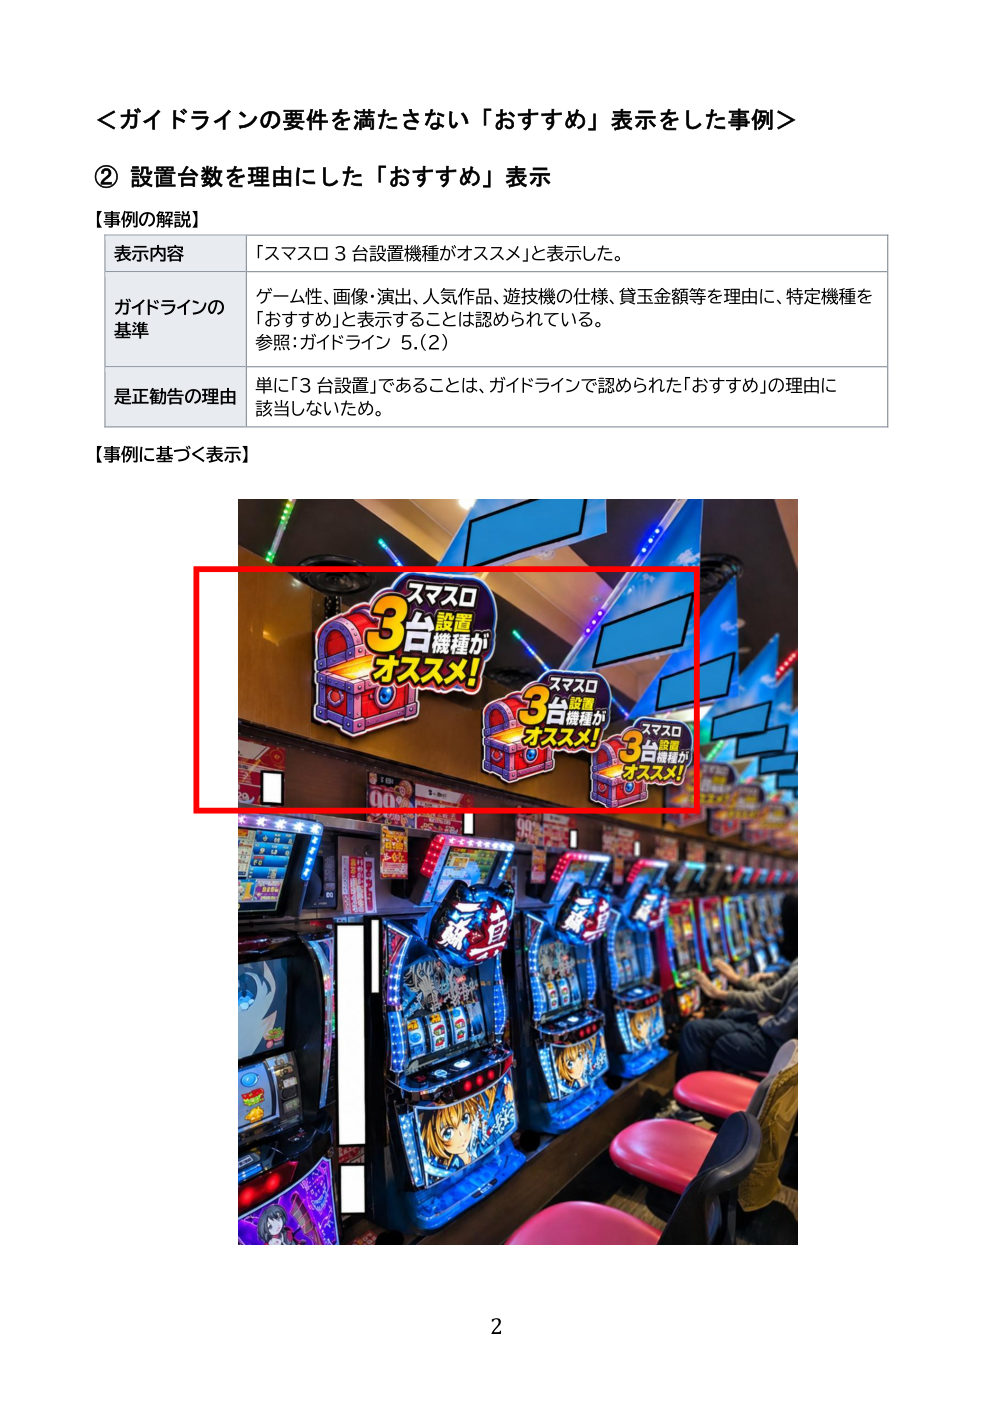 ＜ガイドラインの要件を満たさない「おすすめ」表示をした事例＞
② 設置台数を理由にした「おすすめ」表示
【事例の解説】
表示内容
「スマスロ 3 台設置機種がオススメ」と表示した。
ガイドラインの
基準
ゲーム性、画像・演出、人気作品、遊技機の仕様、貸玉金額等を理由に、特定機種を
「おすすめ」と表示することは認められている。
参照：ガイドライン 5.（2）
是正勧告の理由
単に「3 台設置」であることは、ガイドラインで認められた「おすすめ」の理由に
該当しないため。
【事例に基づく表示】
スマスロ
3台設置
機種が
オススメ!
スマスロ
3台設置
機種が
オススメ!
スマスロ
3台設置
機種が
オススメ!
99
真
2